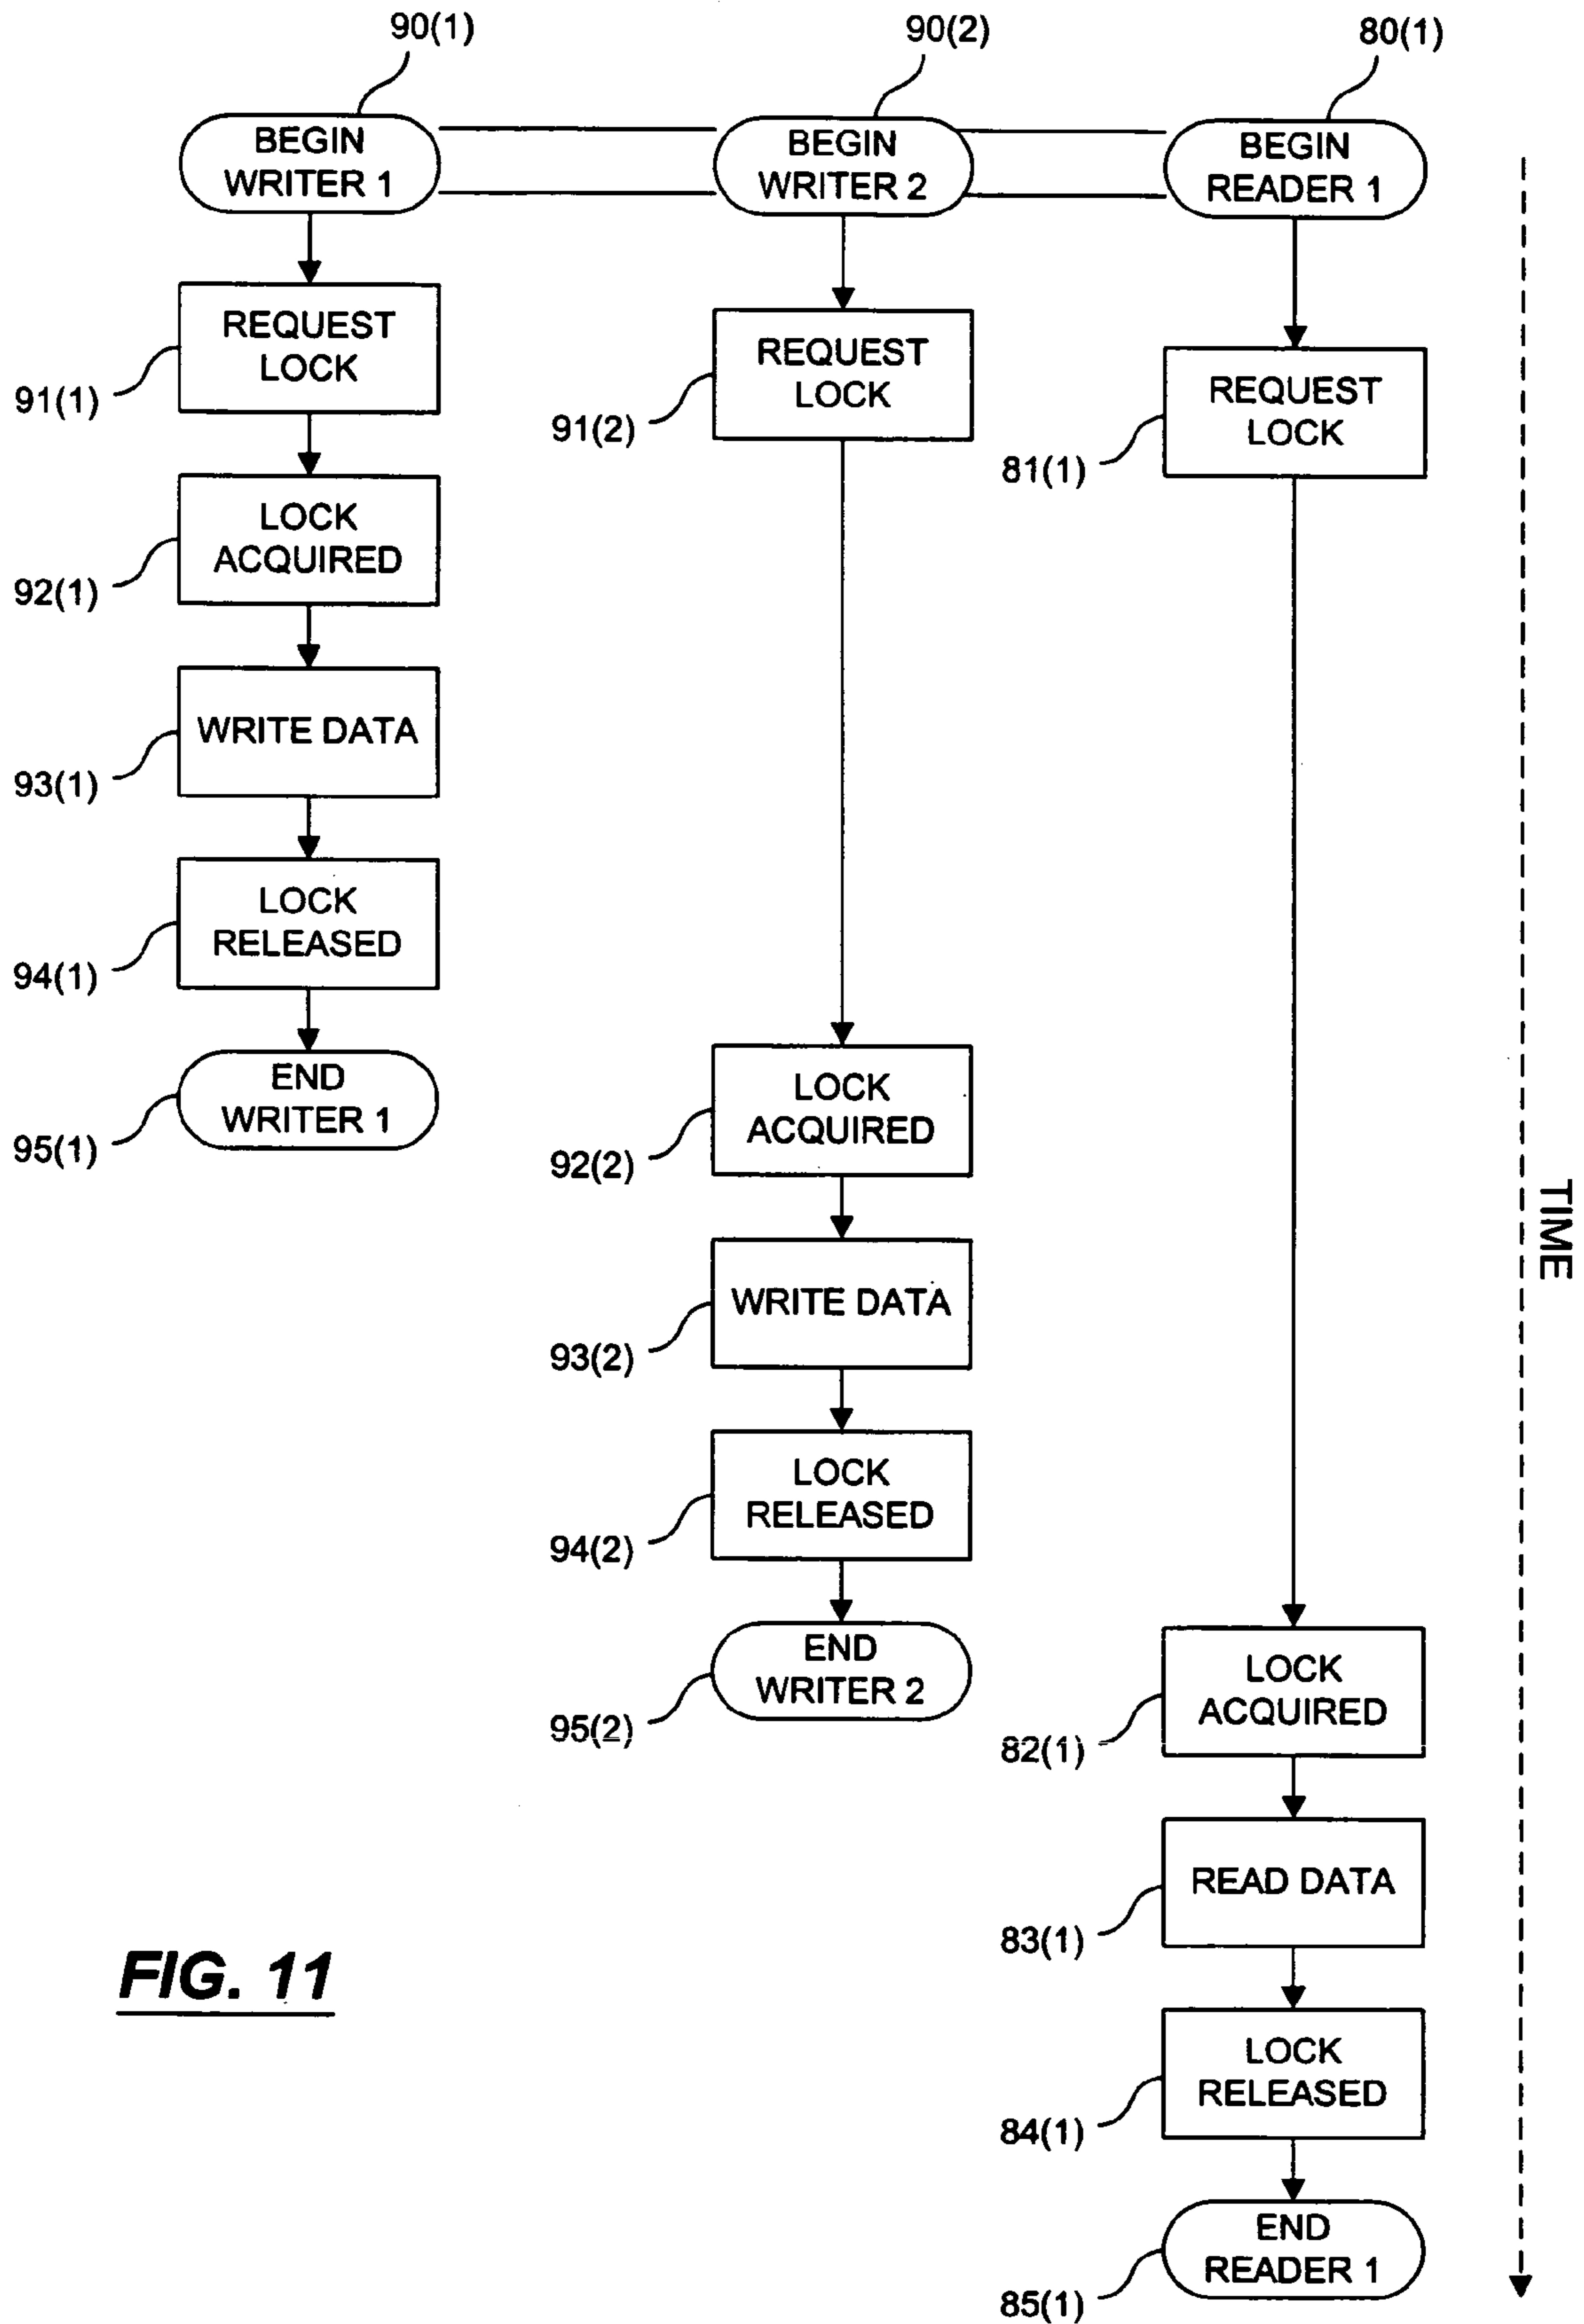 90(1)
90(2)
80(1)
BEGIN
WRITER 1
BEGIN
WRITER 2
BEGIN
READER 1
REQUEST
LOCK
91(1)
REQUEST
LOCK
91(2)
REQUEST
LOCK
81(1)
LOCK
ACQUIRED
92(1)
WRITE DATA
93(1)
LOCK
RELEASED
94(1)
END
WRITER 1
95(1)
LOCK
ACQUIRED
92(2)
TIME
WRITE DATA
93(2)
LOCK
RELEASED
94(2)
END
WRITER 2
95(2)
LOCK
ACQUIRED
82(1)
READ DATA
83(1)
LOCK
RELEASED
84(1)
END
READER 1
85(1)
FIG. 11